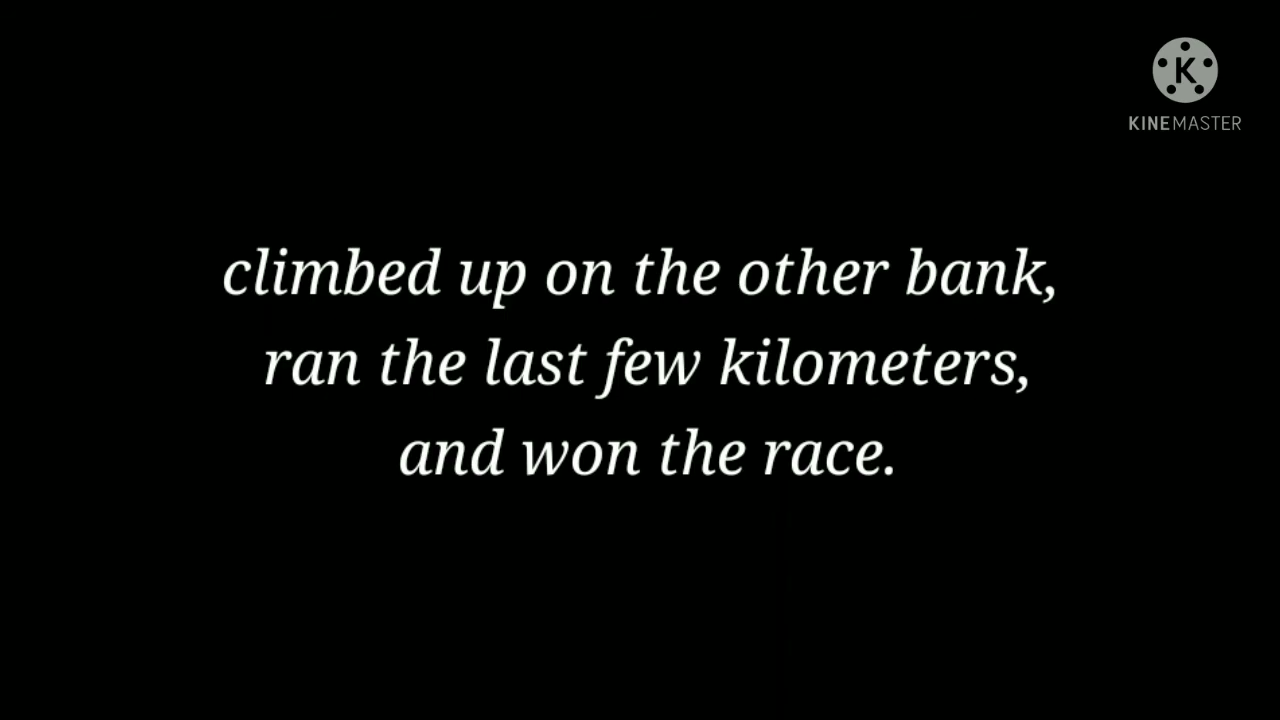 K
KINEMASTER
climbed up on the other bank,
ran the last few kilometers,
and won the race.